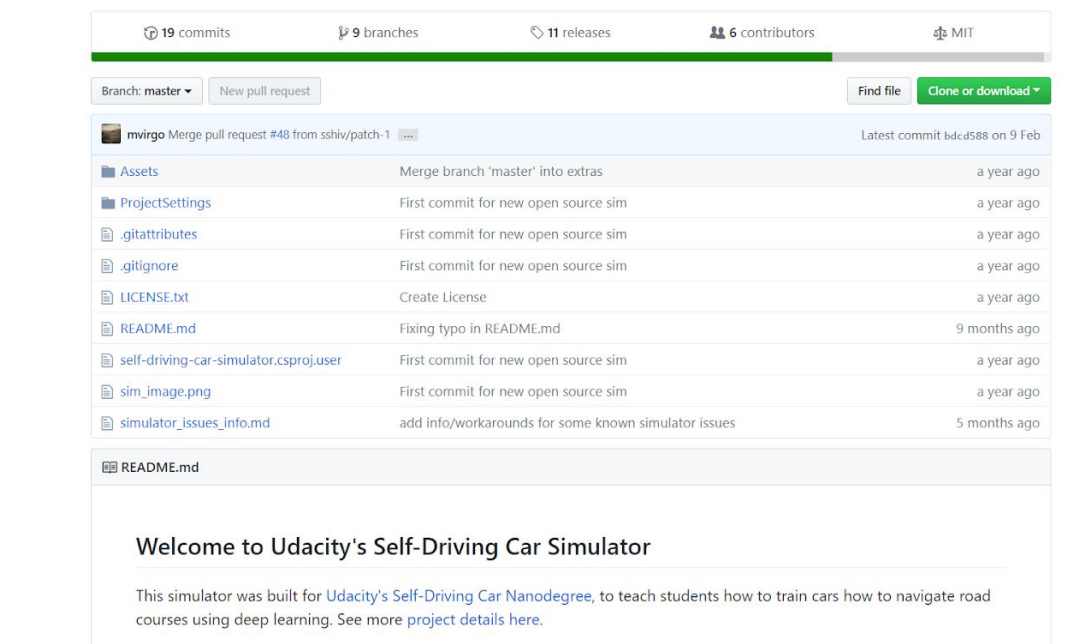 19 commits 9 branches 11 releases 6 contributors MIT
Branch: master New pull request Find file Clone or download
mvirgo Merge pull request #48 from sshiv/patch-1 ... Latest commit bdcd588 on 9 Feb
Assets Merge branch 'master' into extras a year ago
ProjectSettings First commit for new open source sim a year ago
.gitattributes First commit for new open source sim a year ago
.gitignore First commit for new open source sim a year ago
LICENSE.txt Create License a year ago
README.md Fixing typo in README.md 9 months ago
self-driving-car-simulator.csproj.user First commit for new open source sim a year ago
sim_image.png First commit for new open source sim a year ago
simulator_issues_info.md add info/workarounds for some known simulator issues 5 months ago
README.md
Welcome to Udacity's Self-Driving Car Simulator
This simulator was built for Udacity's Self-Driving Car Nanodegree, to teach students how to train cars how to navigate road
courses using deep learning. See more project details here.